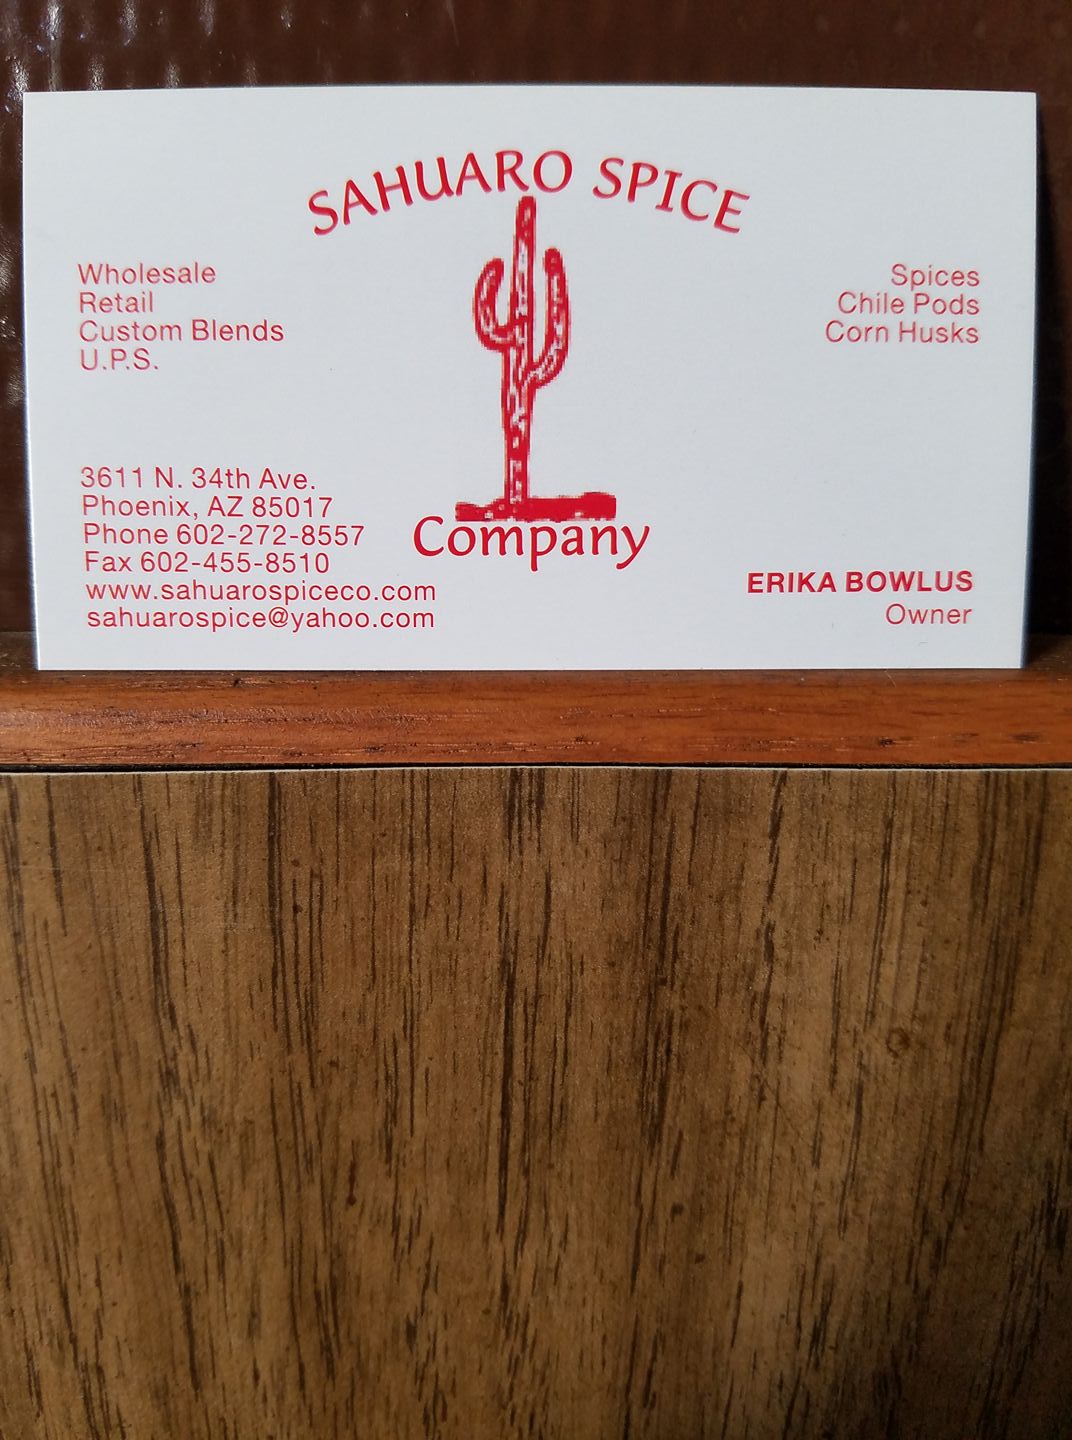 SAHUARO SPICE
Company
Wholesale
Retail
Custom Blends
U.P.S.
Spices
Chile Pods
Corn Husks
3611 N. 34th Ave.
Phoenix, AZ 85017
Phone 602-272-8557
Fax 602-455-8510
www.sahuarospiceco.com
sahuarospice@yahoo.com
ERIKA BOWLUS
Owner